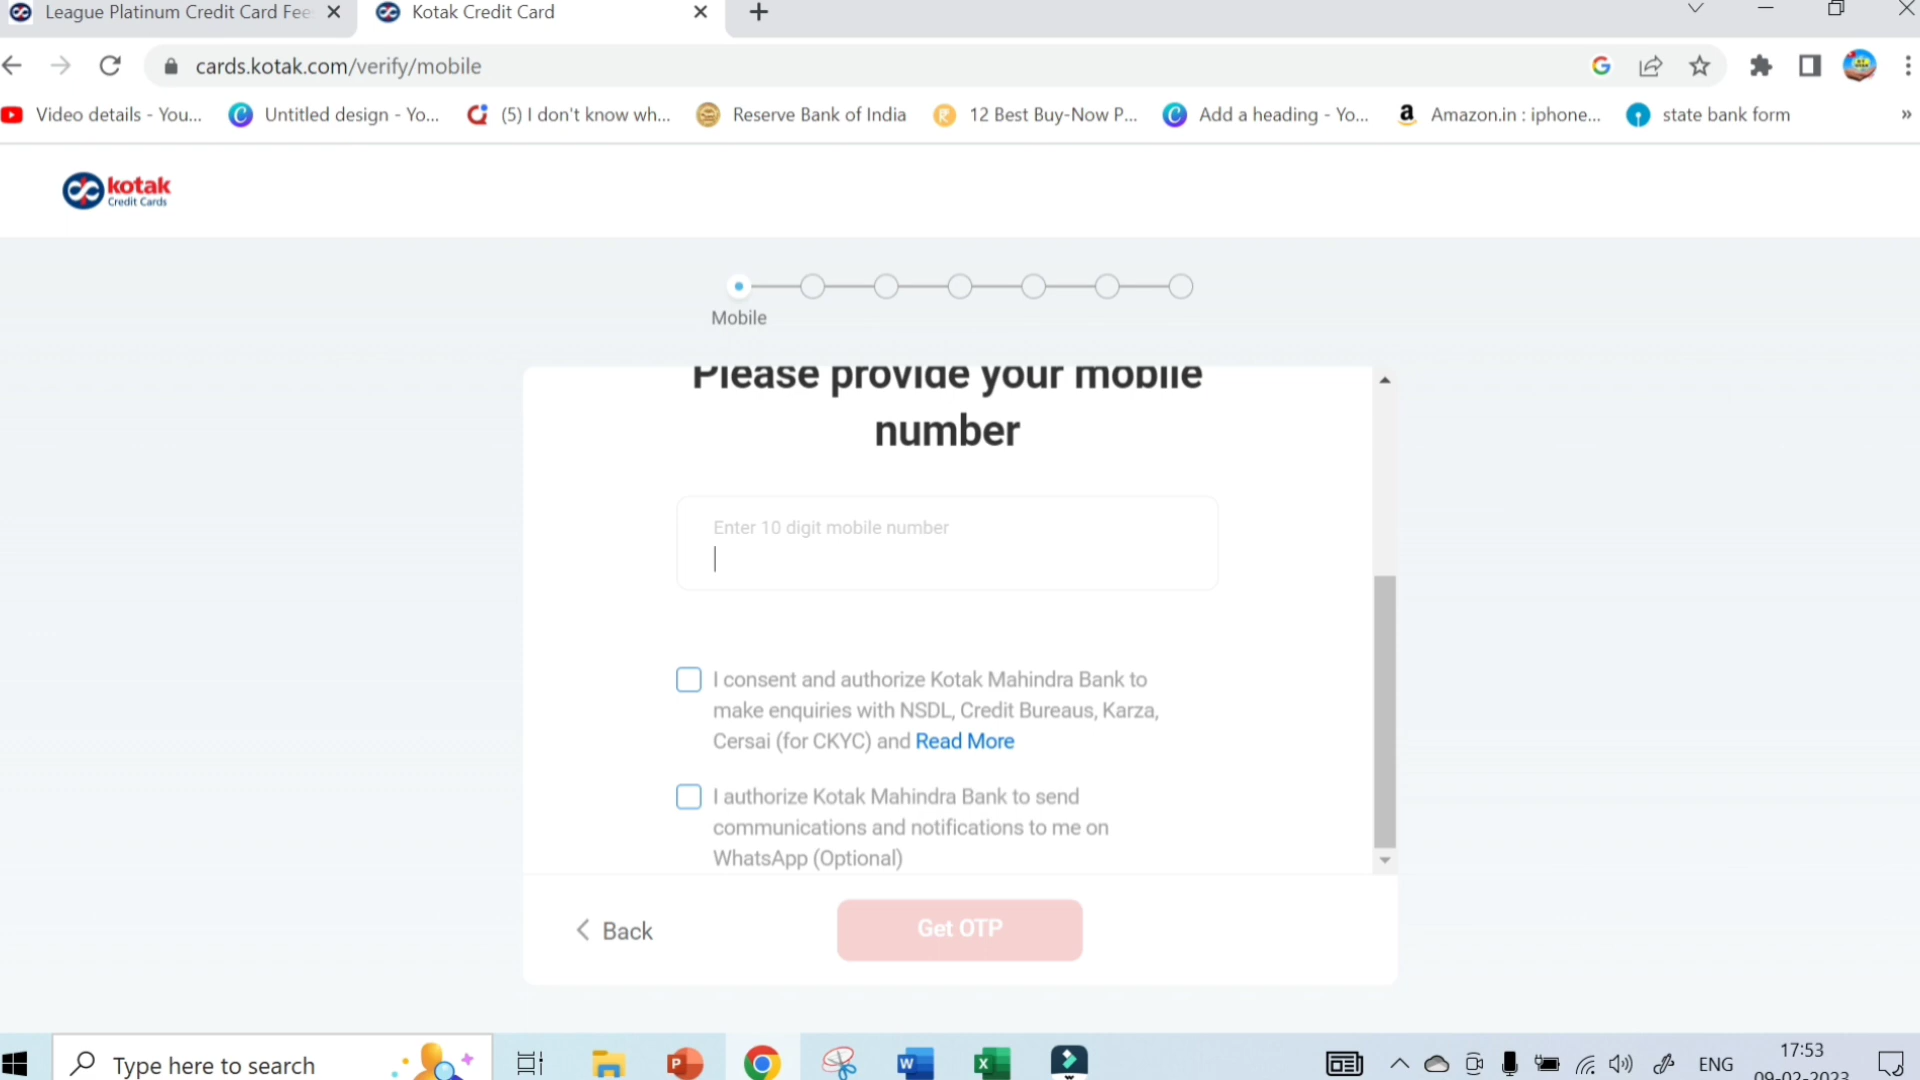 League Platinum Credit Card Fee
Kotak Credit Card
cards.kotak.com/verify/mobile
Video details - You...
Untitled design - Yo...
(5) I don't know wh...
Reserve Bank of India
12 Best Buy-Now P...
Add a heading - Yo...
Amazon.in : iphone...
state bank form
kotak
Credit Cards
Mobile
Please provide your mobile
number
Enter 10 digit mobile number
I consent and authorize Kotak Mahindra Bank to
make enquiries with NSDL, Credit Bureaus, Karza,
Cersai (for CKYC) and Read More
I authorize Kotak Mahindra Bank to send
communications and notifications to me on
WhatsApp (Optional)
Back
Get OTP
Type here to search
ENG
17:53
09-02-2023